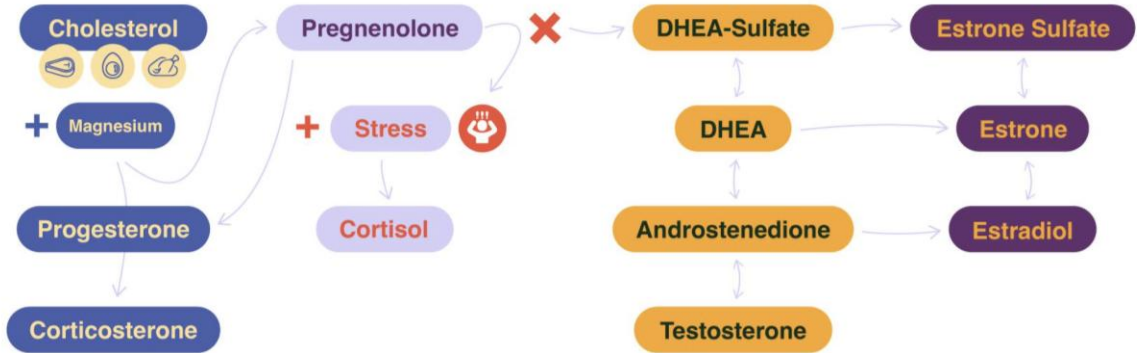 Cholesterol
+ Magnesium
Progesterone
Corticosterone
Pregnenolone
+ Stress
Cortisol
DHEA-Sulfate
DHEA
Androstenedione
Testosterone
Estrone Sulfate
Estrone
Estradiol